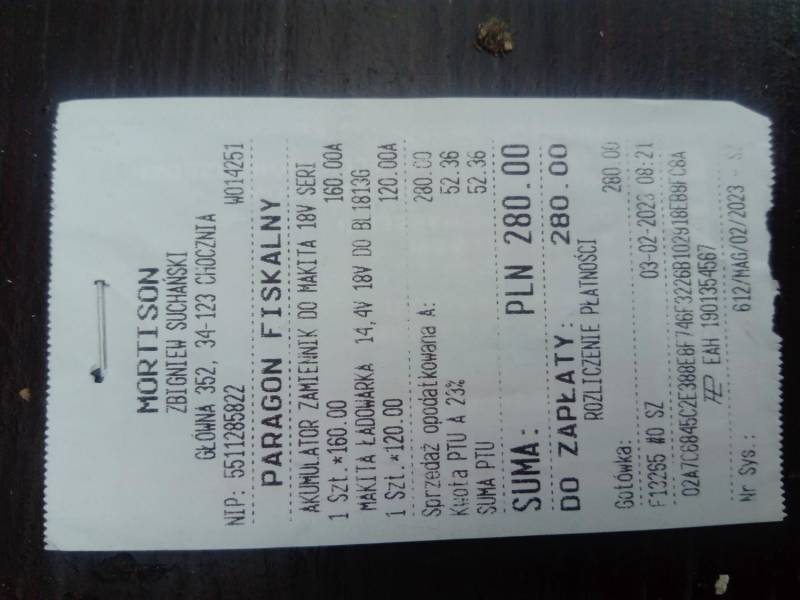 MORTISON
ZBIGNIEW SUCHAŃSKI
GŁÓWNA 352, 34-123 CHOCZNIA
NIP: 5511285822 W014251
PARAGON FISKALNY
AKUMULATOR ZAMIENNIK DO MAKITA 18V SERI
1 Szt.*160.00 160.00A
MAKITA ŁADOWARKA 14,4V 18V DO BL1813G
1 Szt.*120.00 120.00A
Sprzedaż opodatkowana A: 280.00
Kwota PTU A 23% 52.36
SUMA PTU 52.36
SUMA: PLN 280.00
DO ZAPŁATY: 280.00
ROZLICZENIE PŁATNOŚCI
Gotówka: 280.00
F13265 #0 SZ 03-02-2023 08:21
02A7C6845C2E388E8F746F3226B102918E89FC8A
EAH 1901354567
Nr Sys.: 612/MAG/02/2023 -